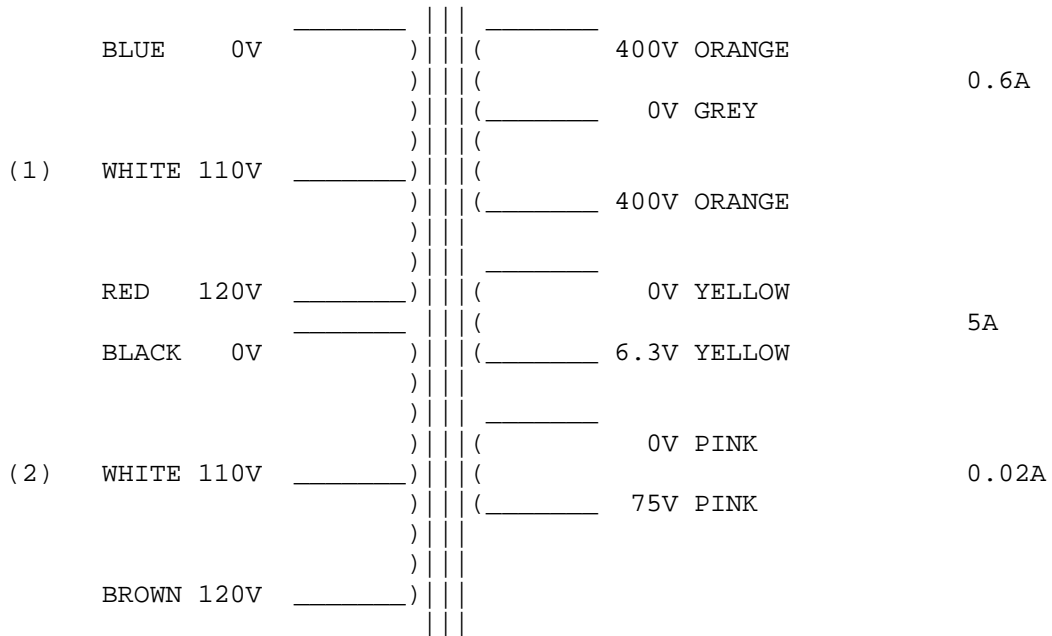 BLUE 0V 400V ORANGE
0.6A
0V GREY
(1) WHITE 110V
400V ORANGE
RED 120V 0V YELLOW
5A
BLACK 0V 6.3V YELLOW
0V PINK
(2) WHITE 110V 0.02A
75V PINK
BROWN 120V